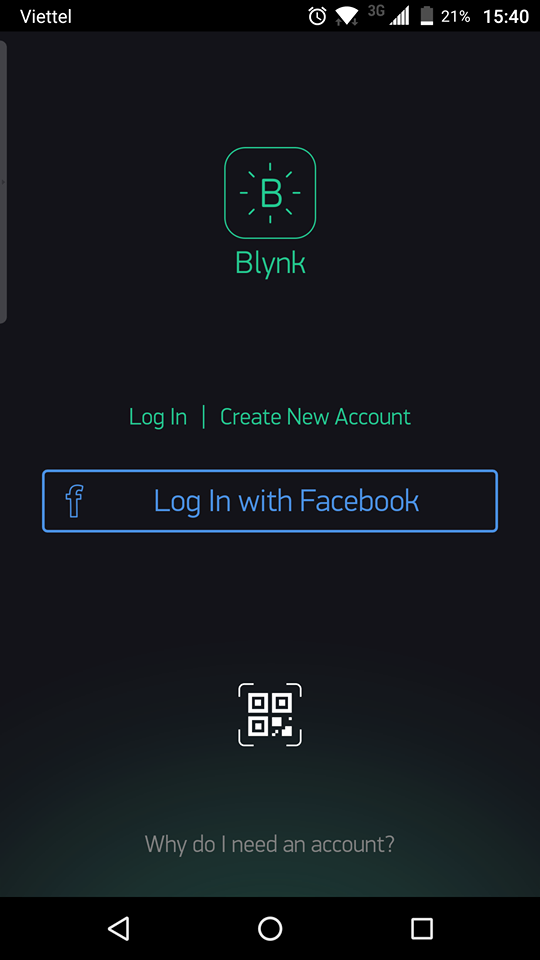 Viettel 3G 21% 15:40
B
Blynk
Log In | Create New Account
f Log In with Facebook
Why do I need an account?